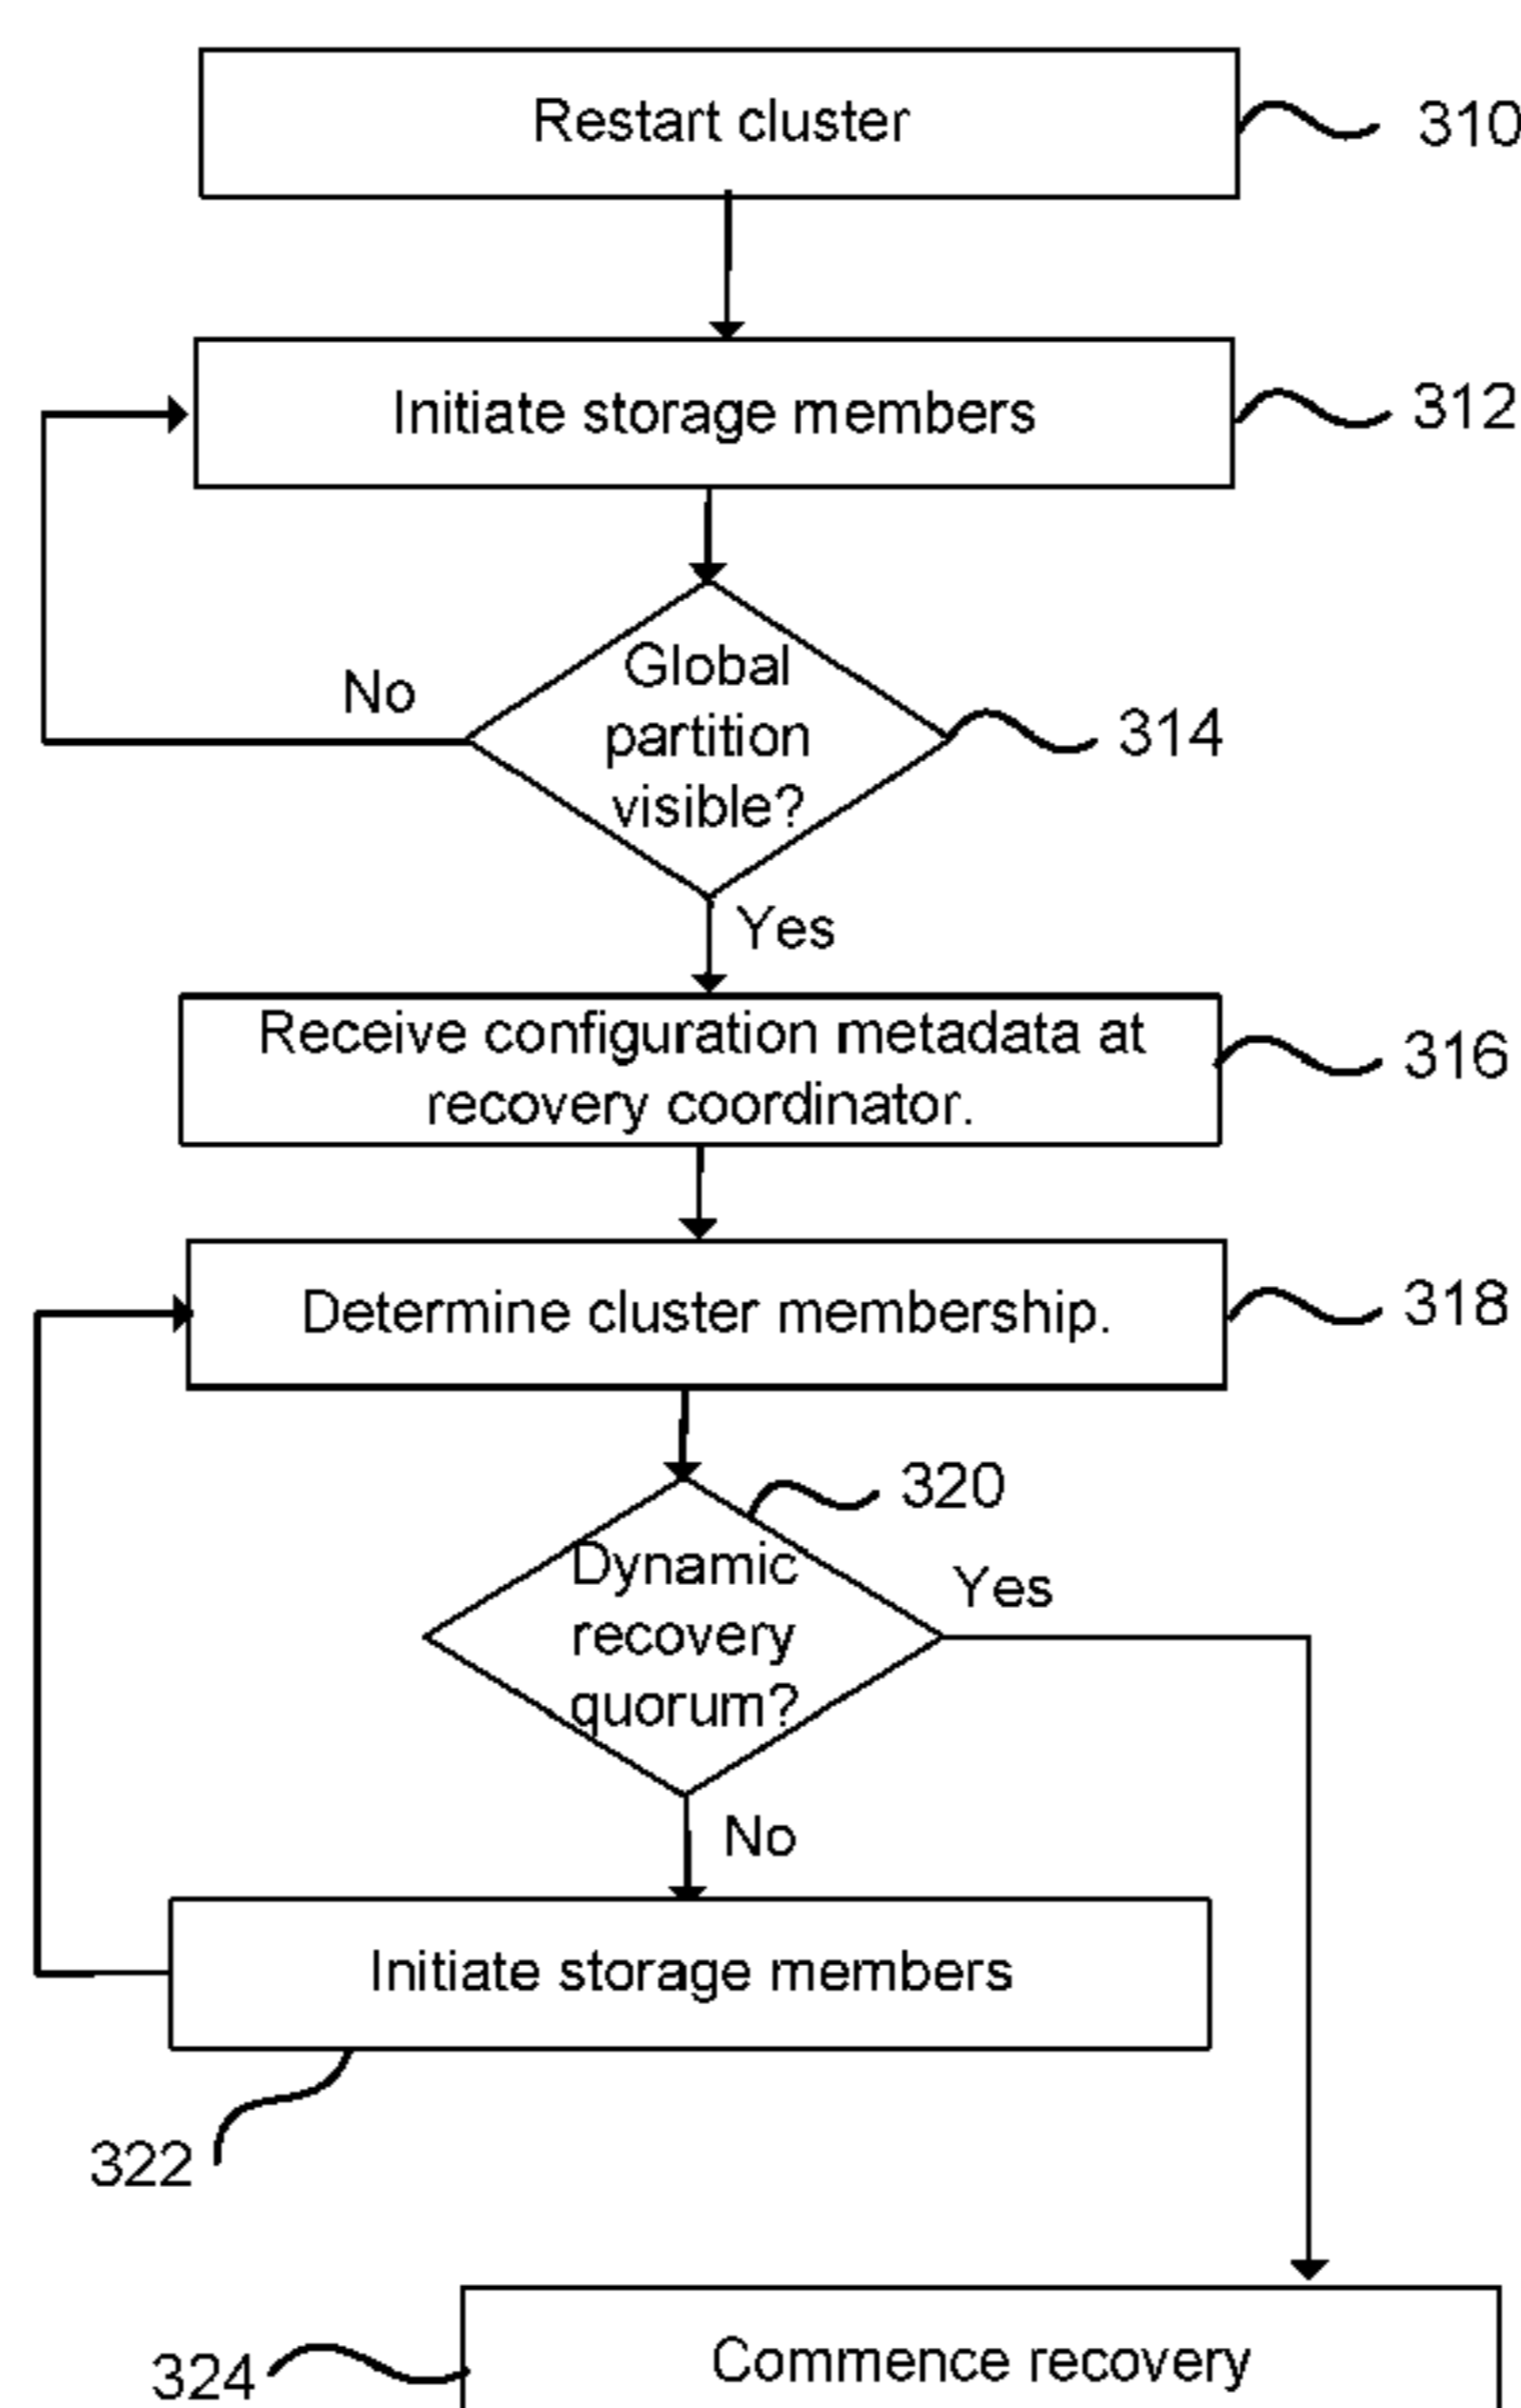 Restart cluster
310
Initiate storage members
312
Global
partition
visible?
No
314
Yes
Receive configuration metadata at
recovery coordinator.
316
Determine cluster membership.
318
320
Dynamic
recovery
quorum?
Yes
No
Initiate storage members
322
Commence recovery
324